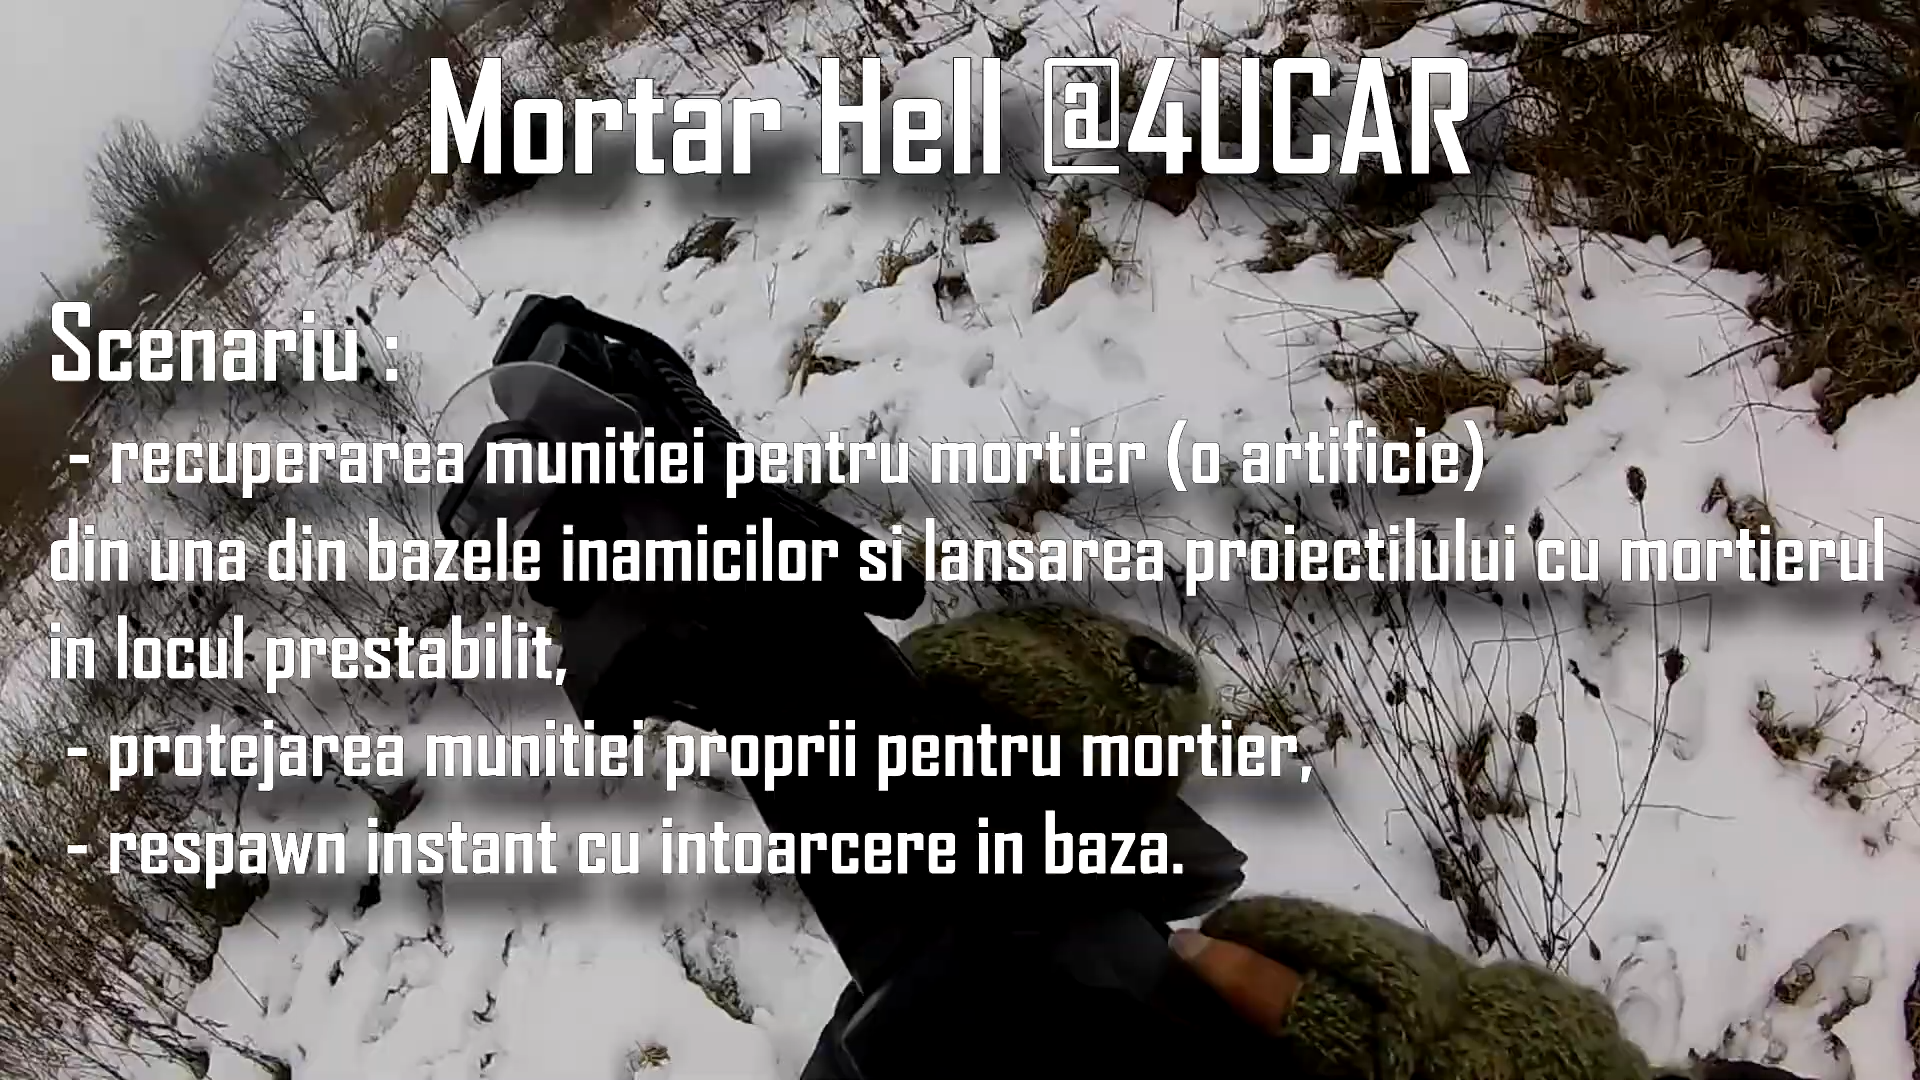 Mortar Hell @4UCAR
Scenariu :
- recuperarea munitiei pentru mortier (o artificie)
din una din bazele inamicilor si lansarea proiectilului cu mortierul
in locul prestabilit,
- protejarea munitiei proprii pentru mortier,
- respawn instant cu intoarcere in baza.